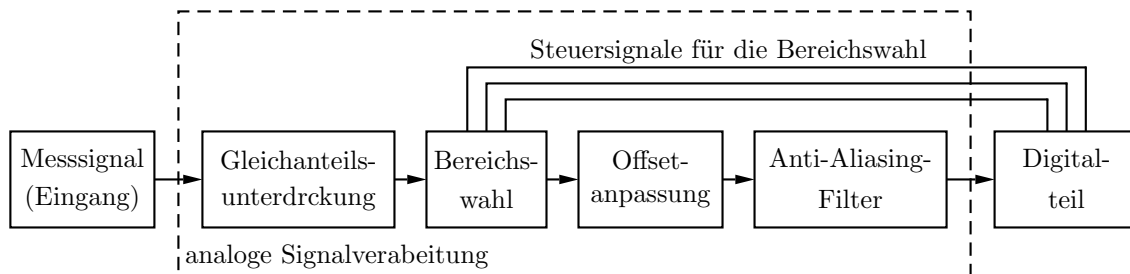 Steuersignale für die Bereichswahl
Messsignal
(Eingang)
Gleichanteils-
unterdrckung
Bereichs-
wahl
Offset-
anpassung
Anti-Aliasing-
Filter
Digital-
teil
analoge Signalverabeitung